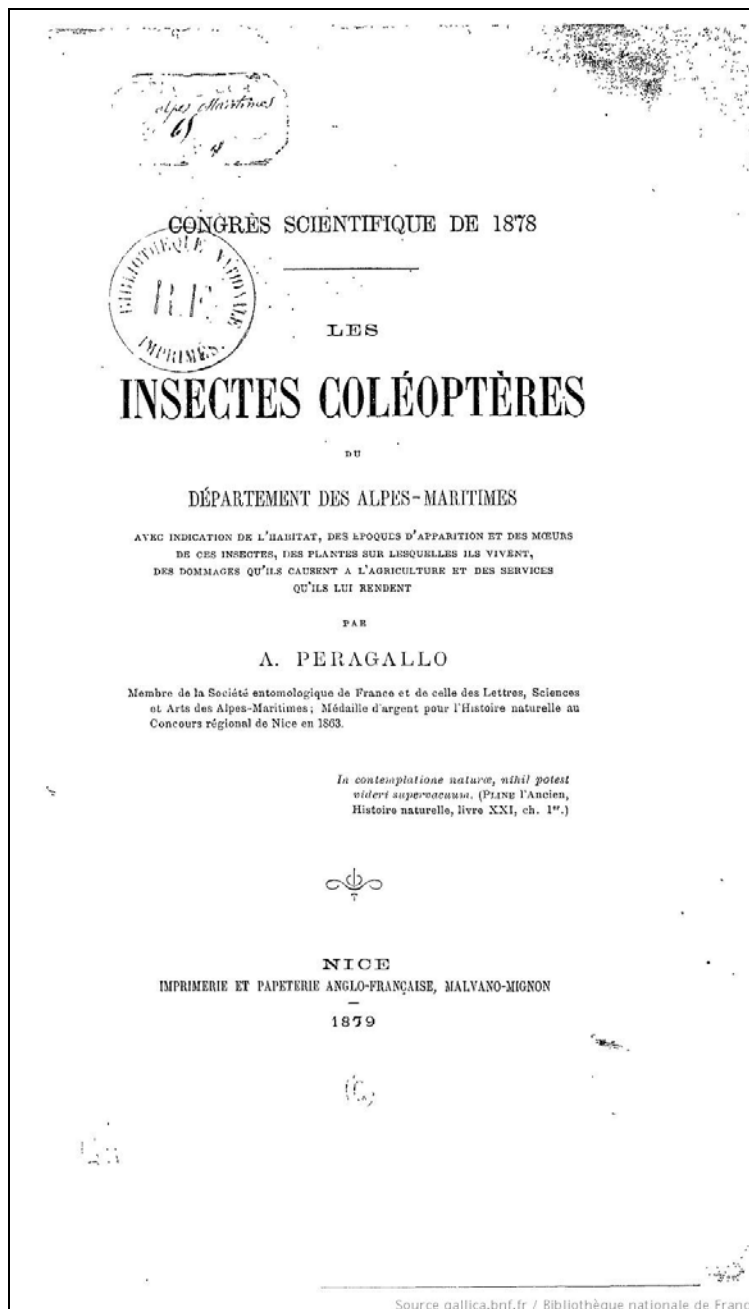 Alpes Maritimes
CONGRÈS SCIENTIFIQUE DE 1878
BIBLIOTHÈQUE NATIONALE
R.F.
IMPRIMÉS.
LES
INSECTES COLÉOPTÈRES
DU
DÉPARTEMENT DES ALPES-MARITIMES
AVEC INDICATION DE L'HABITAT, DES ÉPOQUES D'APPARITION ET DES MŒURS
DE CES INSECTES, DES PLANTES SUR LESQUELLES ILS VIVENT,
DES DOMMAGES QU'ILS CAUSENT A L'AGRICULTURE ET DES SERVICES
QU'ILS LUI RENDENT
PAR
A. PERAGALLO
Membre de la Société entomologique de France et de celle des Lettres, Sciences
et Arts des Alpes-Maritimes; Médaille d'argent pour l'Histoire naturelle au
Concours régional de Nice en 1863.
In contemplatione naturæ, nihil potest
videri supervacuum. (PLINE l'Ancien,
Histoire naturelle, livre XXI, ch. 1er.)
NICE
IMPRIMERIE ET PAPETERIE ANGLO-FRANÇAISE, MALVANO-MIGNON
1879
Source gallica.bnf.fr / Bibliothèque nationale de Franc